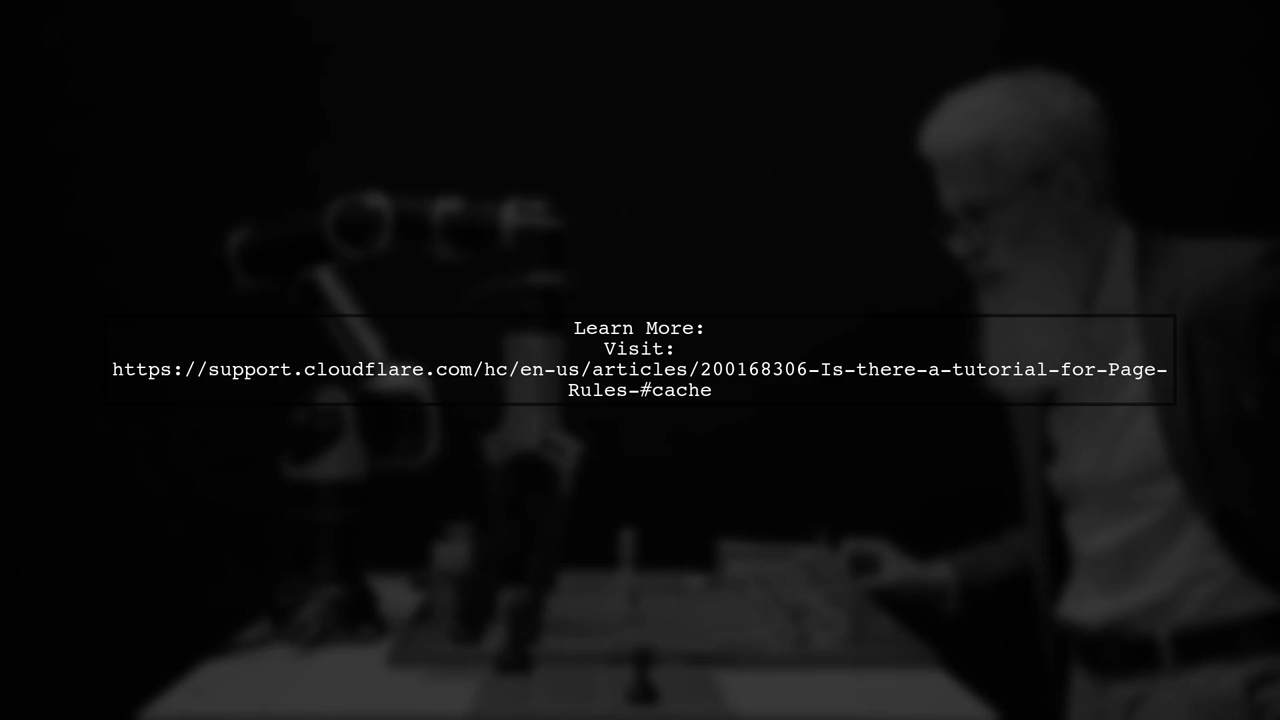 Learn More:
Visit:
https://support.cloudflare.com/hc/en-us/articles/200168306-Is-there-a-tutorial-for-Page-
Rules-#cache